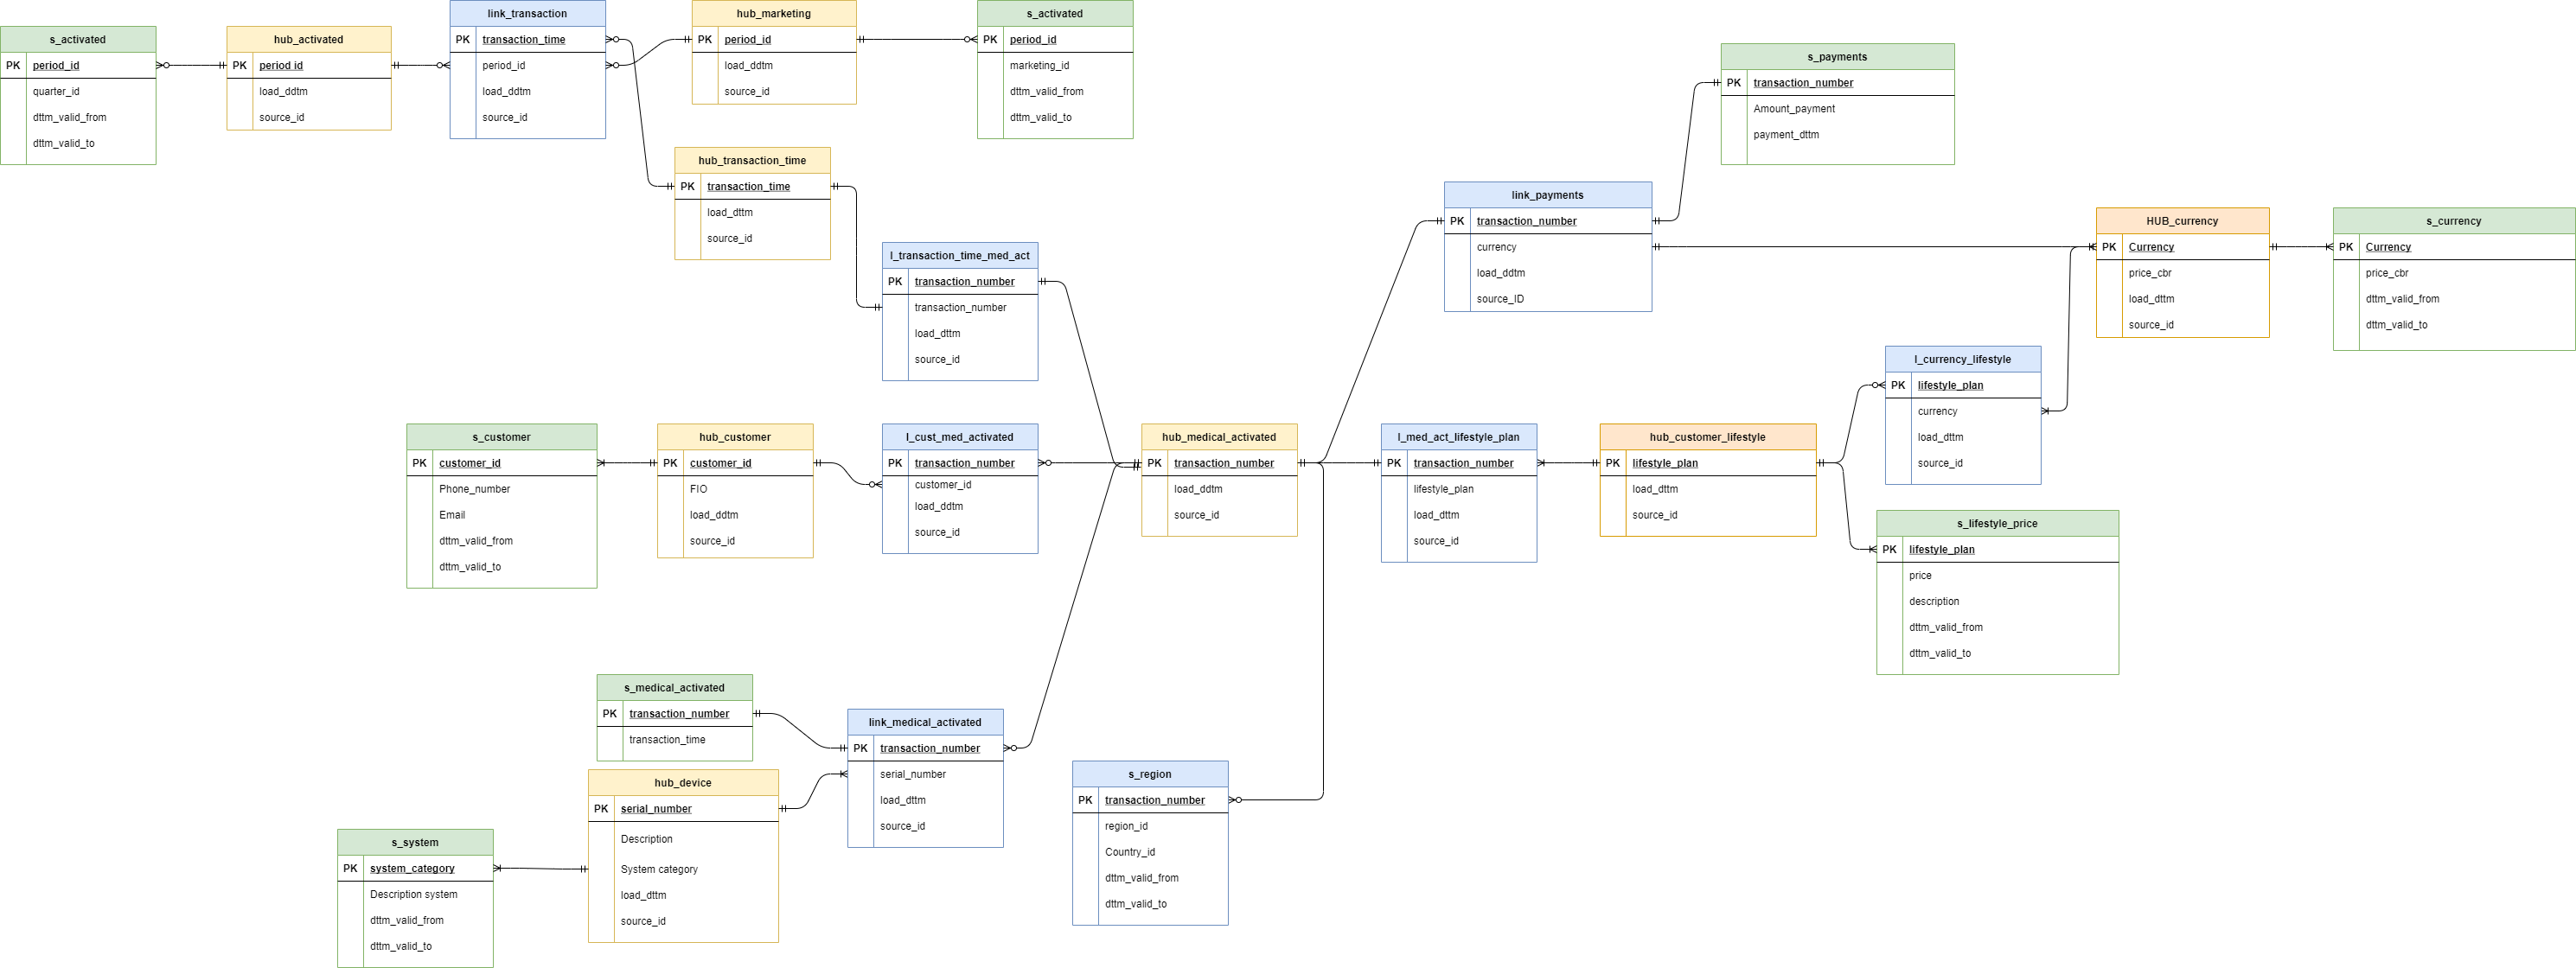 s_activated
PK period_id
quarter_id
dttm_valid_from
dttm_valid_to
hub_activated
PK period id
load_ddtm
source_id
link_transaction
PK transaction_time
period_id
load_ddtm
source_id
hub_marketing
PK period_id
load_ddtm
source_id
s_activated
PK period_id
marketing_id
dttm_valid_from
dttm_valid_to
hub_transaction_time
PK transaction_time
load_dttm
source_id
l_transaction_time_med_act
PK transaction_number
transaction_number
load_dttm
source_id
s_payments
PK transaction_number
Amount_payment
payment_dttm
link_payments
PK transaction_number
currency
load_ddtm
source_ID
HUB_currency
PK Currency
price_cbr
load_dttm
source_id
s_currency
PK Currency
price_cbr
dttm_valid_from
dttm_valid_to
l_currency_lifestyle
PK lifestyle_plan
currency
load_dttm
source_id
s_customer
PK customer_id
Phone_number
Email
dttm_valid_from
dttm_valid_to
hub_customer
PK customer_id
FIO
load_ddtm
source_id
l_cust_med_activated
PK transaction_number
customer_id
load_ddtm
source_id
hub_medical_activated
PK transaction_number
load_ddtm
source_id
l_med_act_lifestyle_plan
PK transaction_number
lifestyle_plan
load_dttm
source_id
hub_customer_lifestyle
PK lifestyle_plan
load_dttm
source_id
s_lifestyle_price
PK lifestyle_plan
price
description
dttm_valid_from
dttm_valid_to
s_medical_activated
PK transaction_number
transaction_time
link_medical_activated
PK transaction_number
serial_number
load_dttm
source_id
hub_device
PK serial_number
Description
System category
load_dttm
source_id
s_system
PK system_category
Description system
dttm_valid_from
dttm_valid_to
s_region
PK transaction_number
region_id
Country_id
dttm_valid_from
dttm_valid_to